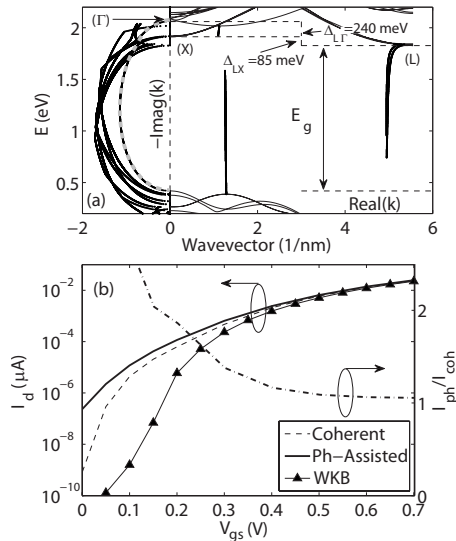 2
1.5
1
0.5
E (eV)
(Γ)
(X)
(L)
Δ_LΓ =240 meV
Δ_LX =85 meV
−Imag(k)
E_g
Real(k)
(a)
−2 0 1 2 3 4 5 6
Wavevector (1/nm)
(b)
10^−2
10^−4
10^−6
10^−8
10^−10
I_d (μA)
2
1
0
I_ph/I_coh
Coherent
Ph−Assisted
WKB
0 0.1 0.2 0.3 0.4 0.5 0.6 0.7
V_gs (V)